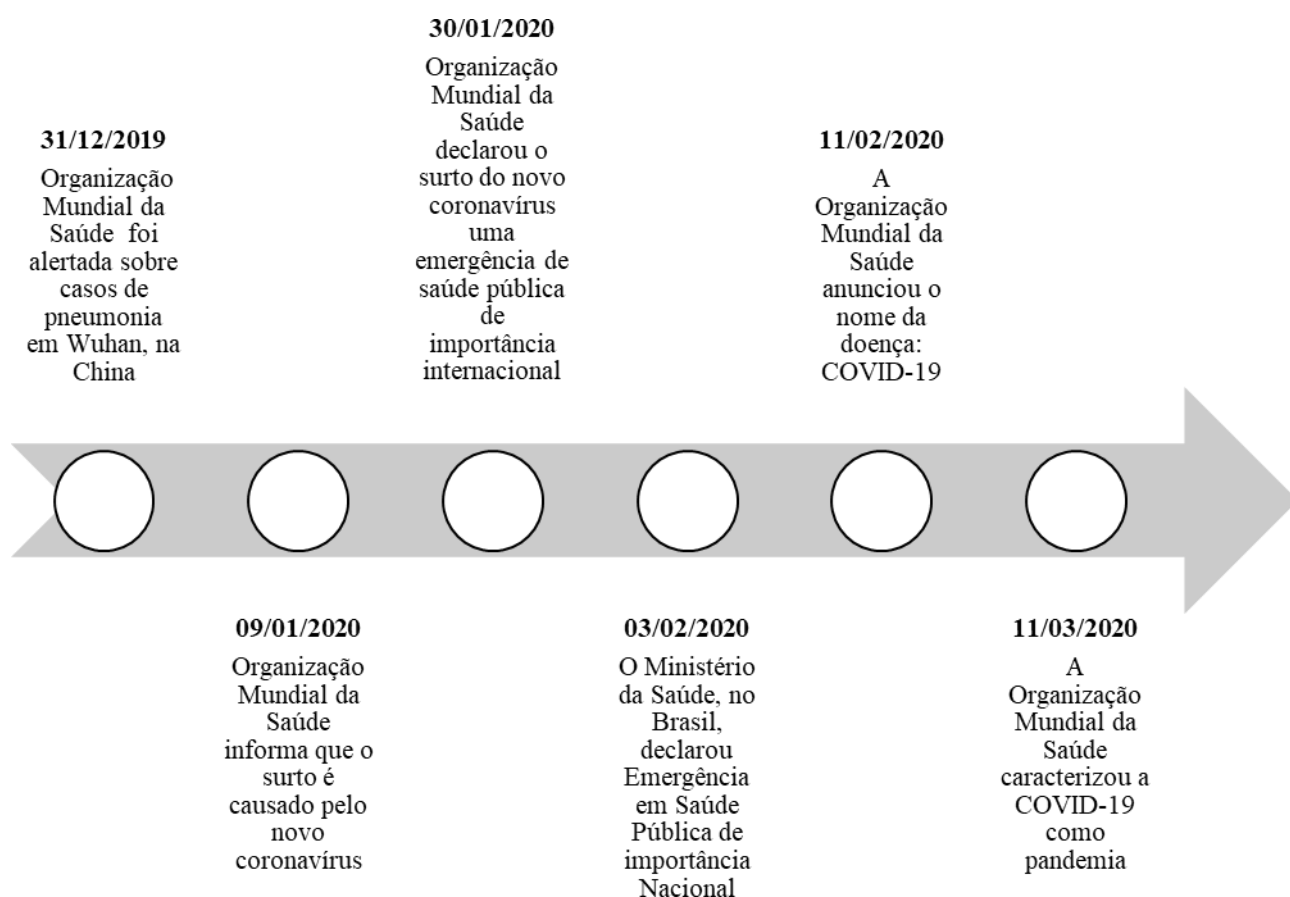 31/12/2019
Organização
Mundial da
Saúde  foi
alertada sobre
casos de
pneumonia
em Wuhan, na
China
09/01/2020
Organização
Mundial da
Saúde
informa que o
surto é
causado pelo
novo
coronavírus
30/01/2020
Organização
Mundial da
Saúde
declarou o
surto do novo
coronavírus
uma
emergência de
saúde pública
de
importância
internacional
03/02/2020
O Ministério
da Saúde, no
Brasil,
declarou
Emergência
em Saúde
Pública de
importância
Nacional
11/02/2020
A
Organização
Mundial da
Saúde
anunciou o
nome da
doença:
COVID-19
11/03/2020
A
Organização
Mundial da
Saúde
caracterizou a
COVID-19
como
pandemia